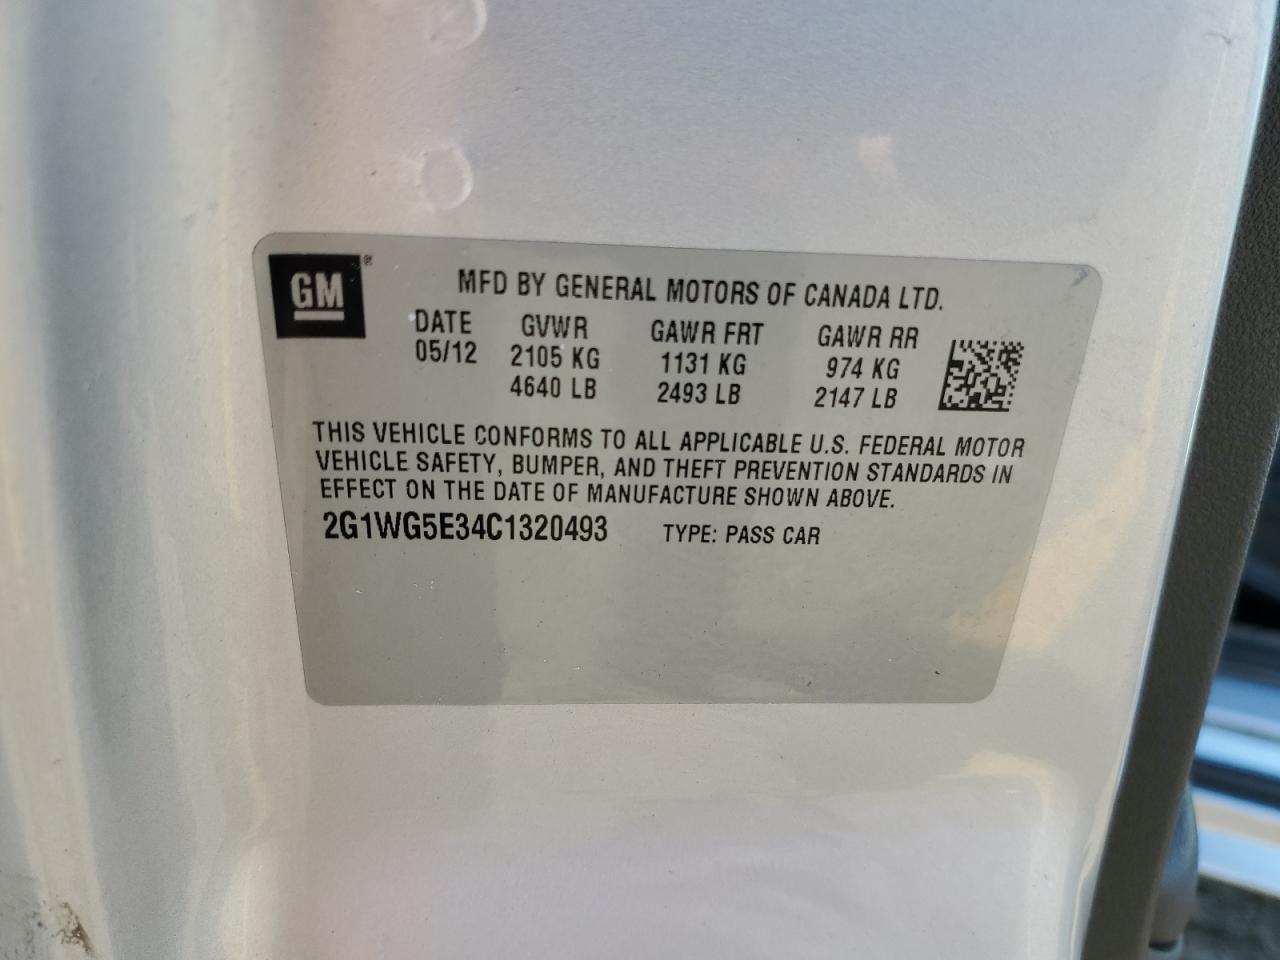 GM ®
MFD BY GENERAL MOTORS OF CANADA LTD.
DATE GVWR GAWR FRT GAWR RR
05/12 2105 KG 1131 KG 974 KG
4640 LB 2493 LB 2147 LB
THIS VEHICLE CONFORMS TO ALL APPLICABLE U.S. FEDERAL MOTOR
VEHICLE SAFETY, BUMPER, AND THEFT PREVENTION STANDARDS IN
EFFECT ON THE DATE OF MANUFACTURE SHOWN ABOVE.
2G1WG5E34C1320493 TYPE: PASS CAR